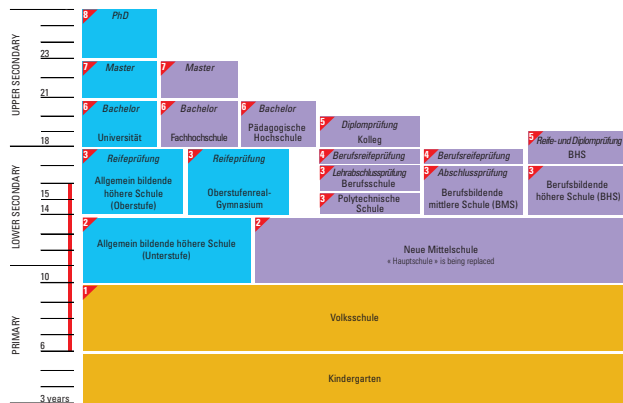 UPPER SECONDARY
LOWER SECONDARY
PRIMARY
23
21
18
15
14
10
6
3 years
8 PhD
7 Master
7 Master
6 Bachelor
Universität
6 Bachelor
Fachhochschule
6 Bachelor
Pädagogische
Hochschule
5 Diplomprüfung
Kolleg
5 Reife- und Diplomprüfung
BHS
3 Reifeprüfung
Allgemein bildende
höhere Schule
(Oberstufe)
3 Reifeprüfung
Oberstufenreal-
Gymnasium
4 Berufsreifeprüfung
3 Lehrabschlussprüfung
Berufsschule
3 Polytechnische
Schule
4 Berufsreifeprüfung
3 Abschlussprüfung
Berufsbildende
mittlere Schule (BMS)
3
Berufsbildende
höhere Schule (BHS)
2
Allgemein bildende höhere Schule
(Unterstufe)
2
Neue Mittelschule
« Hauptschule » is being replaced
1
Volksschule
Kindergarten